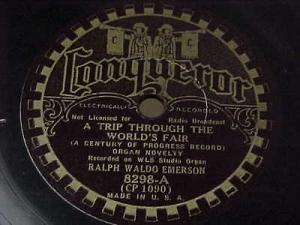 C C
Conqueror
ELECTRICALLY RECORDED
Not Licensed for Radio Broadcast
A TRIP THROUGH THE
WORLD'S FAIR
(A CENTURY OF PROGRESS RECORD)
ORGAN NOVELTY
Recorded on WLS Studio Organ
RALPH WALDO EMERSON
8298-A
(CP 1090)
MADE IN U. S. A.